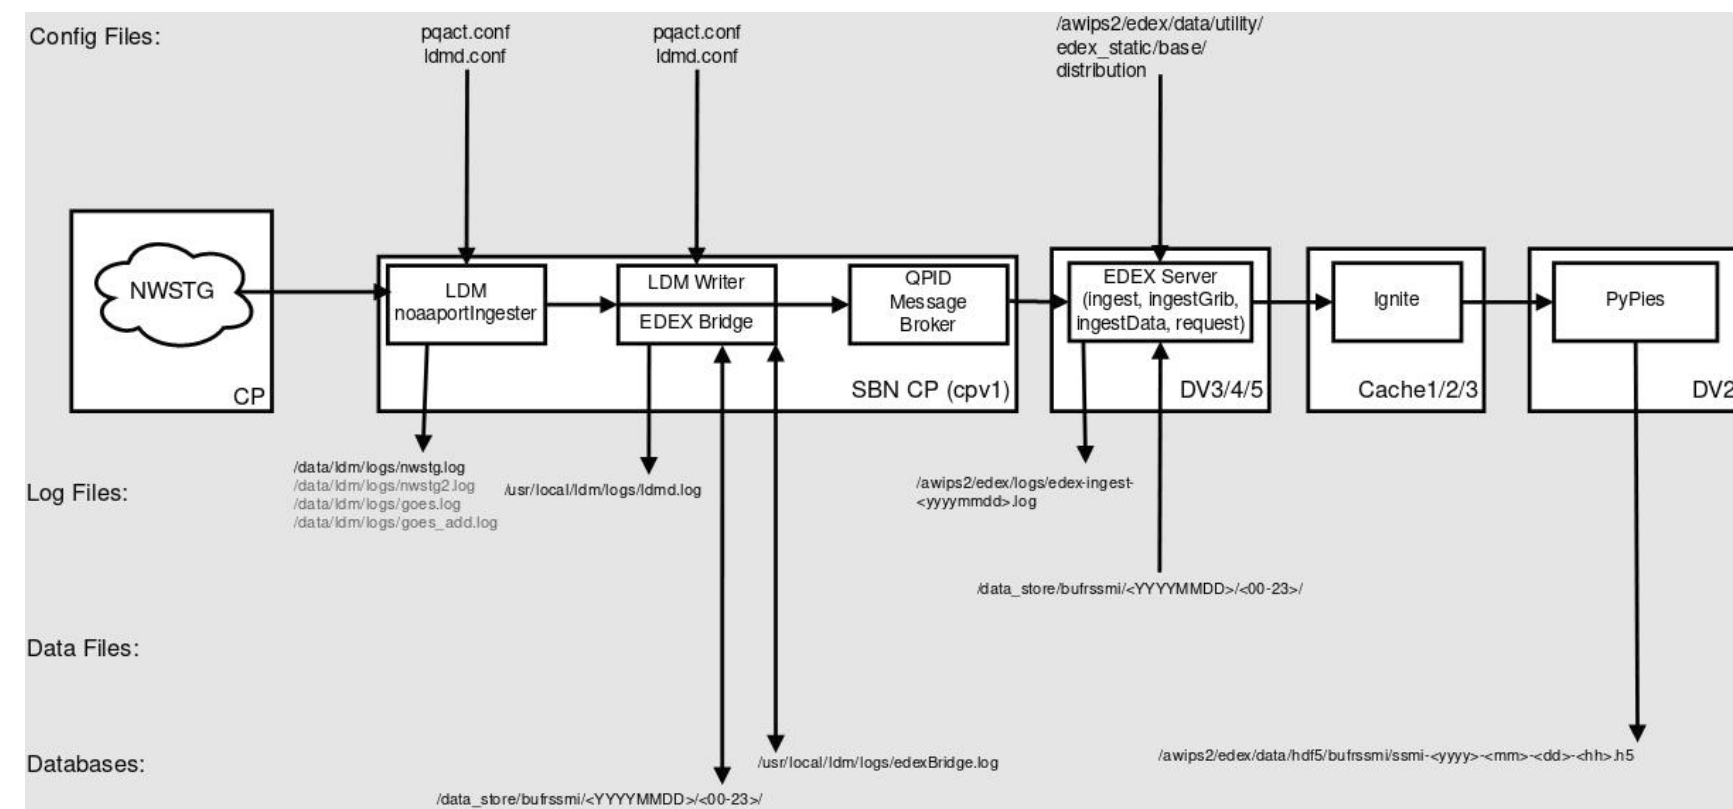 Config Files:
pqact.conf
ldmd.conf
pqact.conf
ldmd.conf
/awips2/edex/data/utility/
edex_static/base/
distribution
NWSTG
CP
LDM
noaaportIngester
LDM Writer
EDEX Bridge
QPID
Message
Broker
SBN CP (cpv1)
EDEX Server
(ingest, ingestGrib,
ingestData, request)
DV3/4/5
Ignite
Cache1/2/3
PyPies
DV2
Log Files:
/data/ldm/logs/nwstg.log
/data/ldm/logs/nwstg2.log
/data/ldm/logs/goes.log
/data/ldm/logs/goes_add.log
/usr/local/ldm/logs/ldmd.log
/awips2/edex/logs/edex-ingest-
<yyyymmdd>.log
/data_store/bufrssmi/<YYYYMMDD>/<00-23>/
Data Files:
Databases:
/usr/local/ldm/logs/edexBridge.log
/awips2/edex/data/hdf5/bufrssmi/ssmi-<yyyy>-<mm>-<dd>-<hh>.h5
/data_store/bufrssmi/<YYYYMMDD>/<00-23>/